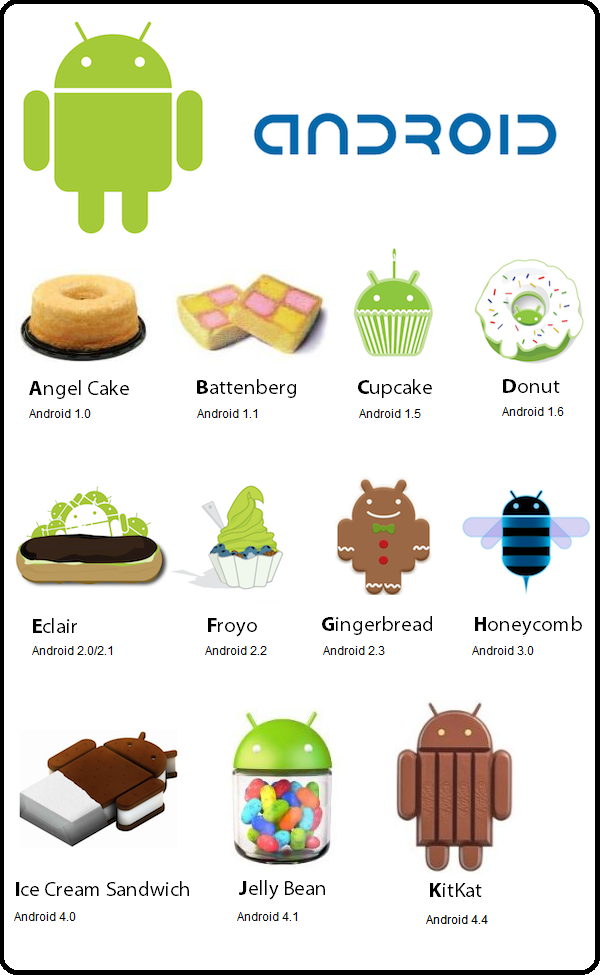 ANDROID
Angel Cake
Android 1.0
Battenberg
Android 1.1
Cupcake
Android 1.5
Donut
Android 1.6
Eclair
Android 2.0/2.1
Froyo
Android 2.2
Gingerbread
Android 2.3
Honeycomb
Android 3.0
Ice Cream Sandwich
Android 4.0
Jelly Bean
Android 4.1
KitKat
Android 4.4